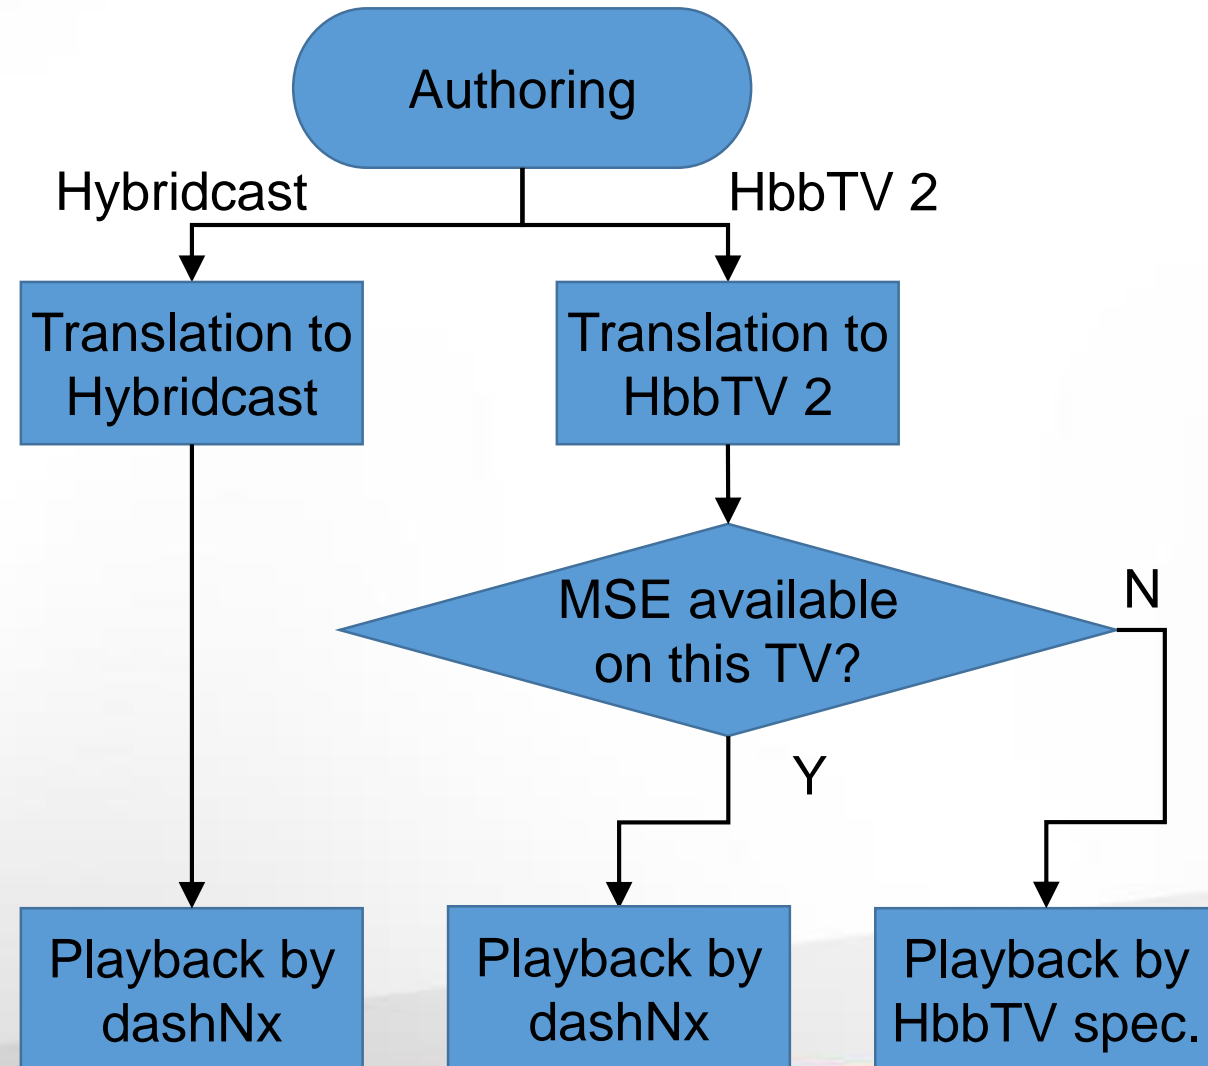 Authoring
Hybridcast
HbbTV 2
Translation to
Hybridcast
Translation to
HbbTV 2
MSE available
on this TV?
N
Y
Playback by
dashNx
Playback by
dashNx
Playback by
HbbTV spec.